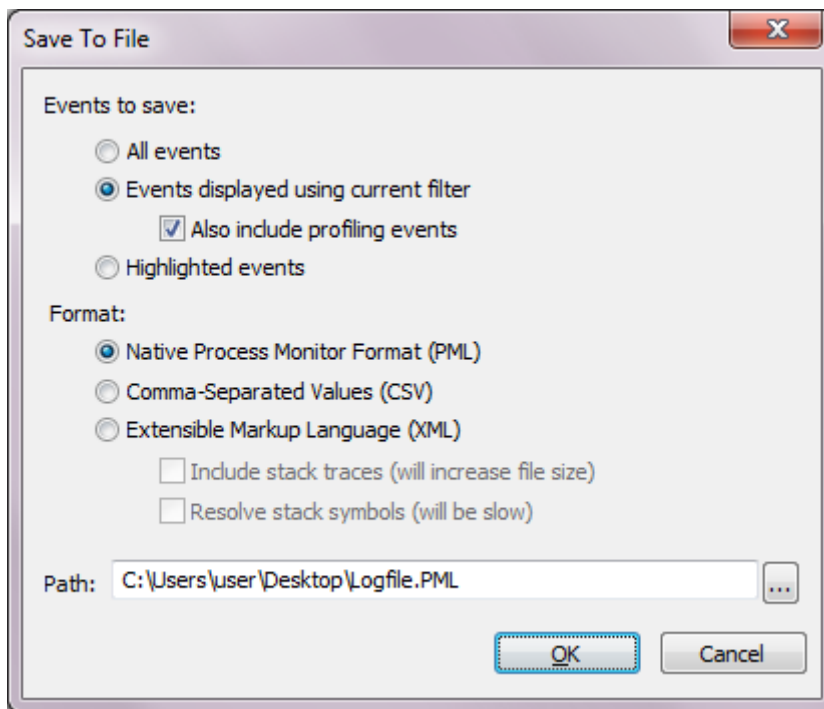 Save To File
Events to save:
All events
Events displayed using current filter
Also include profiling events
Highlighted events
Format:
Native Process Monitor Format (PML)
Comma-Separated Values (CSV)
Extensible Markup Language (XML)
Include stack traces (will increase file size)
Resolve stack symbols (will be slow)
Path: C:\Users\user\Desktop\Logfile.PML ...
OK Cancel